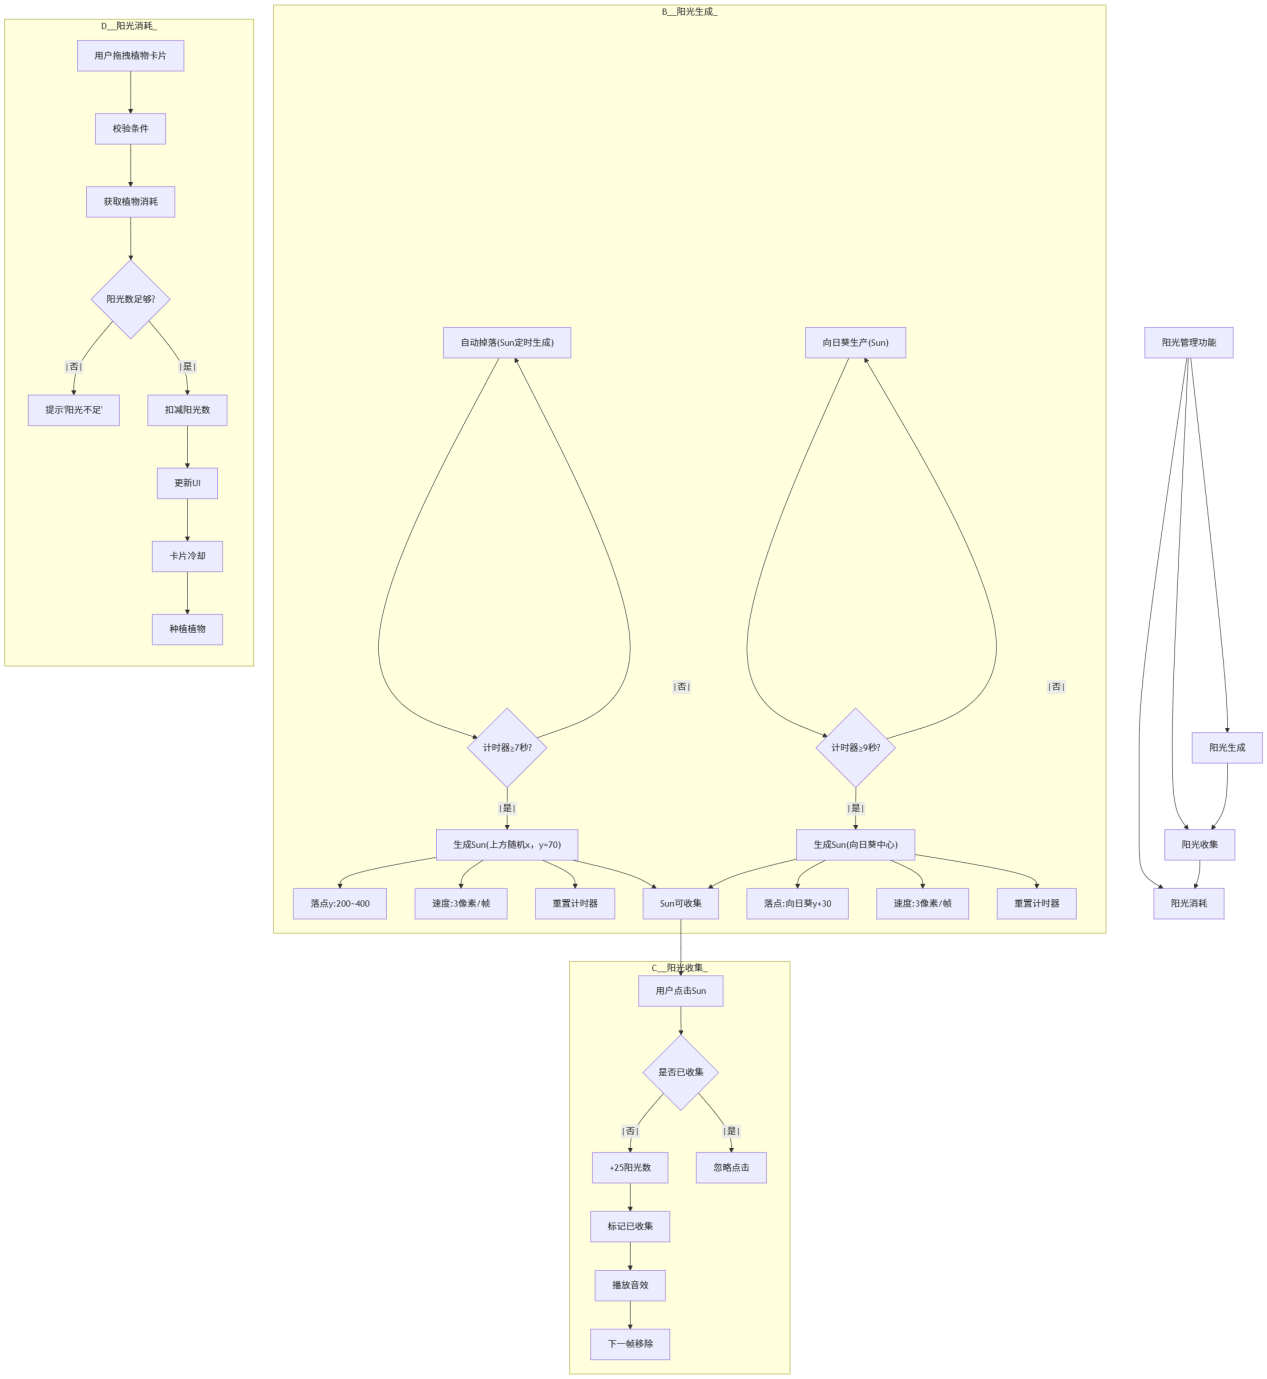 D__阳光消耗_
用户拖拽植物卡片
校验条件
获取植物消耗
阳光数足够?
|否|
|是|
提示'阳光不足'
扣减阳光数
更新UI
卡片冷却
种植植物
B__阳光生成_
自动掉落(Sun定时生成)
向日葵生产(Sun)
|否|
|否|
计时器≥7秒?
计时器≥9秒?
|是|
|是|
生成Sun(上方随机x，y=70)
生成Sun(向日葵中心)
落点y:200~400
速度:3像素/帧
重置计时器
Sun可收集
落点:向日葵y+30
速度:3像素/帧
重置计时器
C__阳光收集_
用户点击Sun
是否已收集
|否|
|是|
+25阳光数
忽略点击
标记已收集
播放音效
下一帧移除
阳光管理功能
阳光生成
阳光收集
阳光消耗